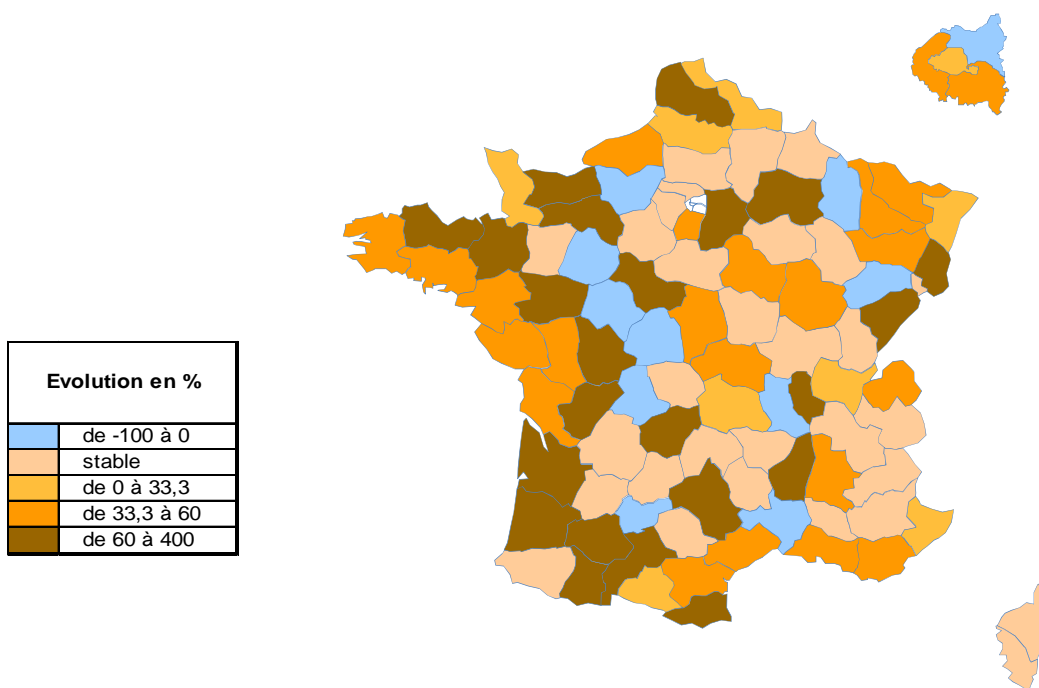 Evolution en %
de -100 à 0
stable
de 0 à 33,3
de 33,3 à 60
de 60 à 400